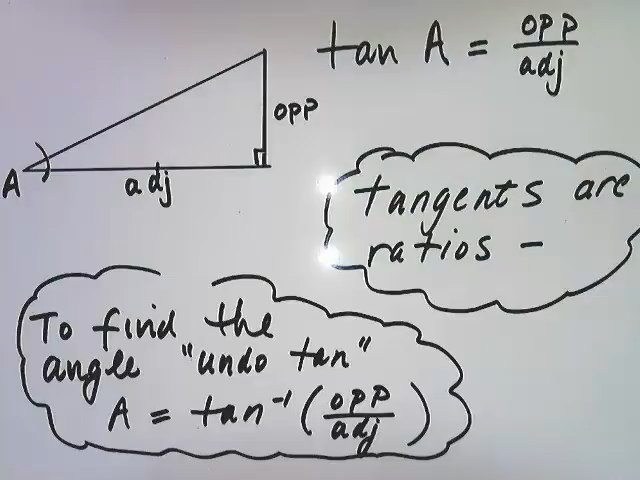 tan A = opp/adj
opp
A
adj
tangents are
ratios –
To find the
angle "undo tan"
A = tan⁻¹ (opp/adj)